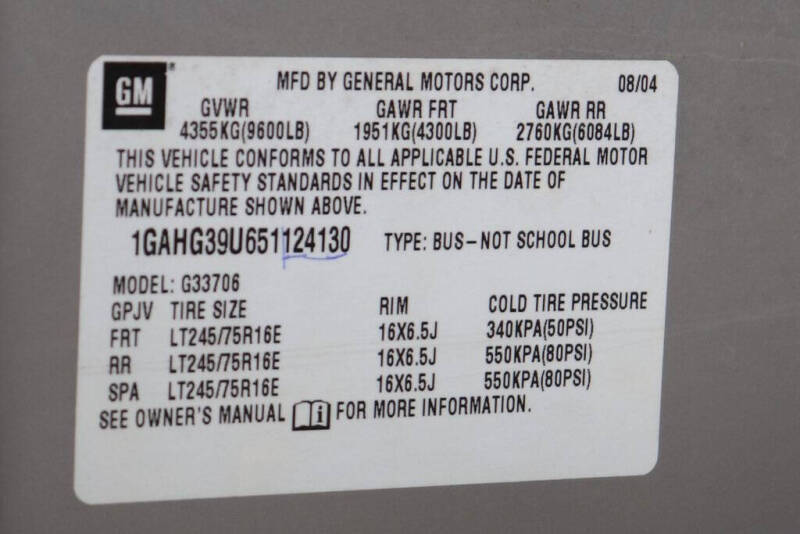 GM
MFD BY GENERAL MOTORS CORP. 08/04
GVWR GAWR FRT GAWR RR
4355KG(9600LB) 1951KG(4300LB) 2760KG(6084LB)
THIS VEHICLE CONFORMS TO ALL APPLICABLE U.S. FEDERAL MOTOR
VEHICLE SAFETY STANDARDS IN EFFECT ON THE DATE OF
MANUFACTURE SHOWN ABOVE.
1GAHG39U651124130 TYPE: BUS-NOT SCHOOL BUS
MODEL: G33706
GPJV TIRE SIZE RIM COLD TIRE PRESSURE
FRT LT245/75R16E 16X6.5J 340KPA(50PSI)
RR LT245/75R16E 16X6.5J 550KPA(80PSI)
SPA LT245/75R16E 16X6.5J 550KPA(80PSI)
SEE OWNER'S MANUAL i FOR MORE INFORMATION.